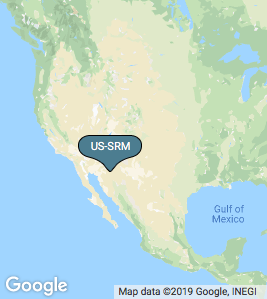 US-SRM
Gulf of
Mexico
Google
Map data ©2019 Google, INEGI